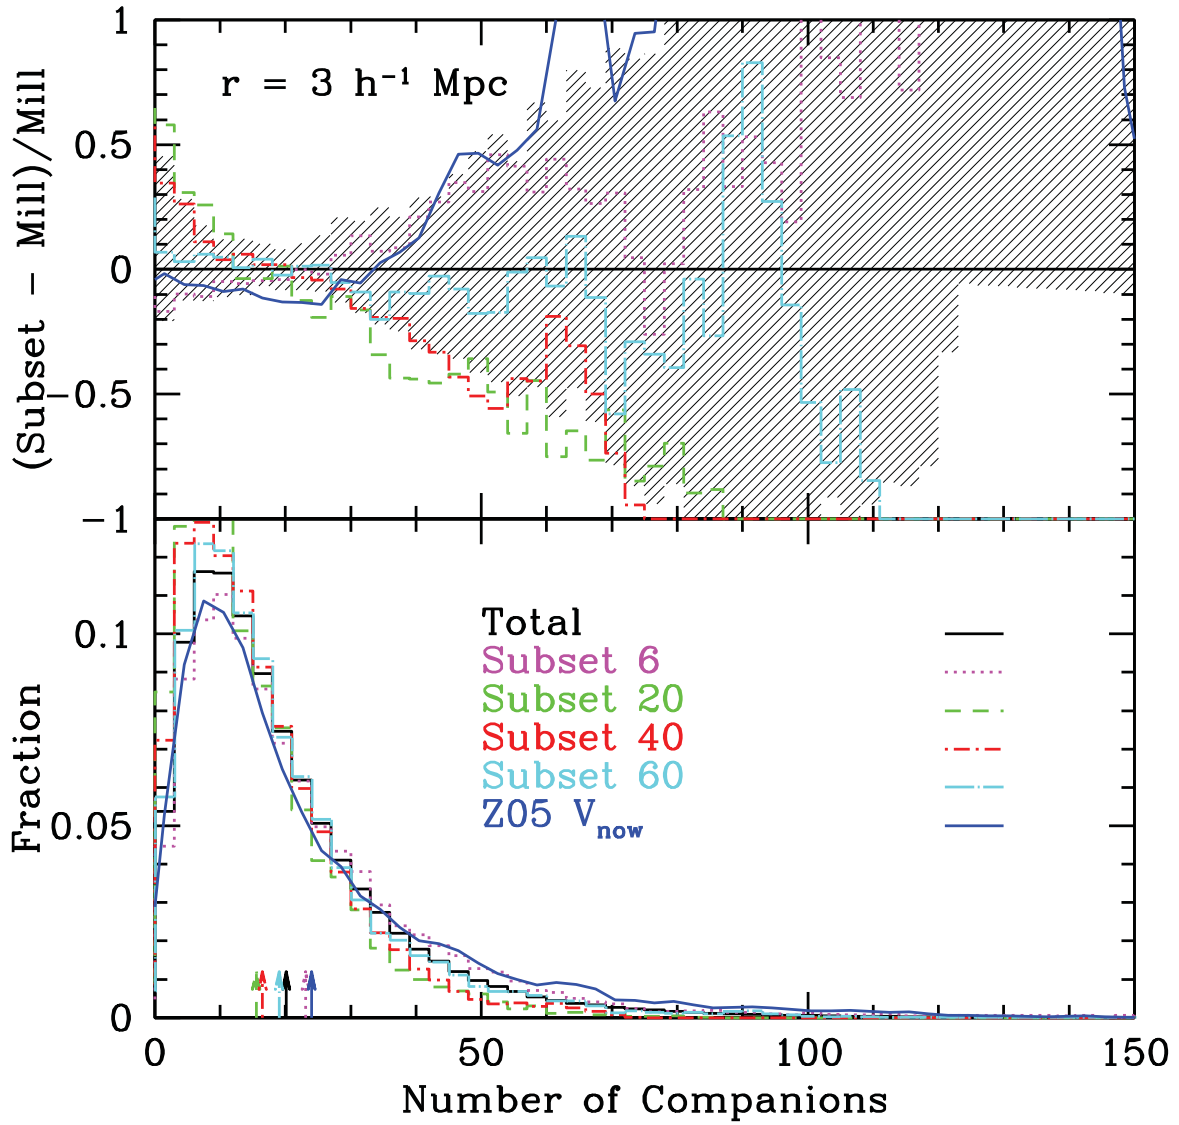 1
r = 3 h⁻¹ Mpc
0.5
0
−0.5
−1
(Subset − Mill)/Mill
Total
Subset 6
Subset 20
Subset 40
Subset 60
Z05 Vnow
0.1
0.05
0
Fraction
0 50 100 150
Number of Companions